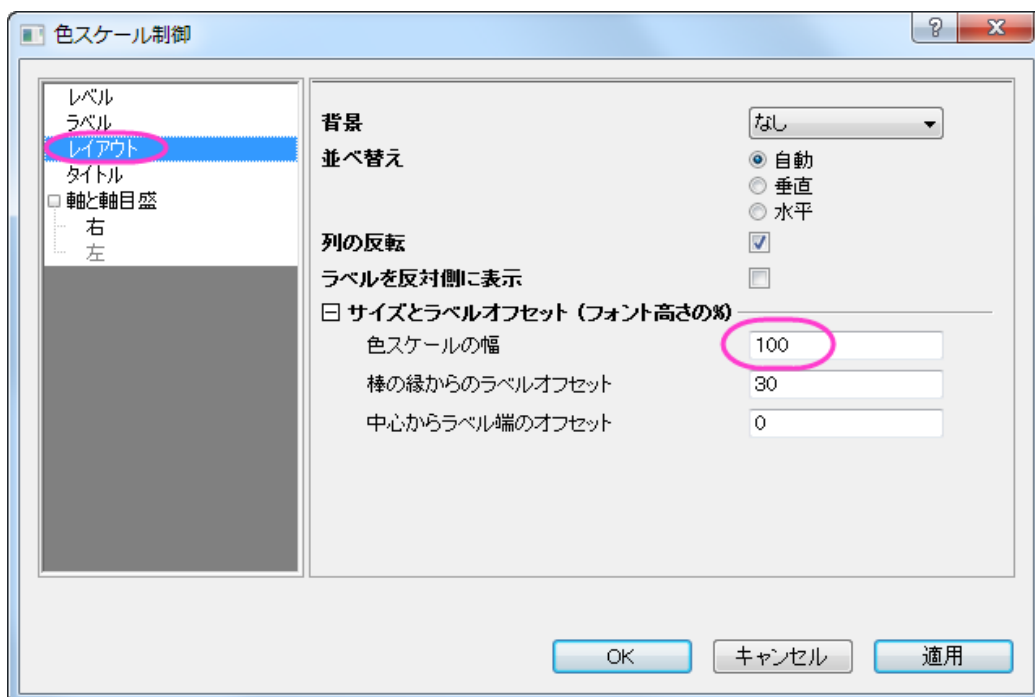 色スケール制御
レベル
ラベル
レイアウト
タイトル
軸と軸目盛
右
左
背景 なし
並べ替え 自動
垂直
水平
列の反転
ラベルを反対側に表示
サイズとラベルオフセット (フォント高さの%)
色スケールの幅 100
棒の縁からのラベルオフセット 30
中心からラベル端のオフセット 0
OK キャンセル 適用